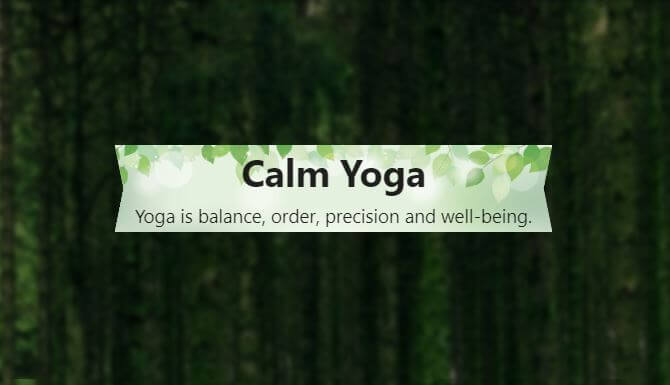 Calm Yoga
Yoga is balance, order, precision and well-being.